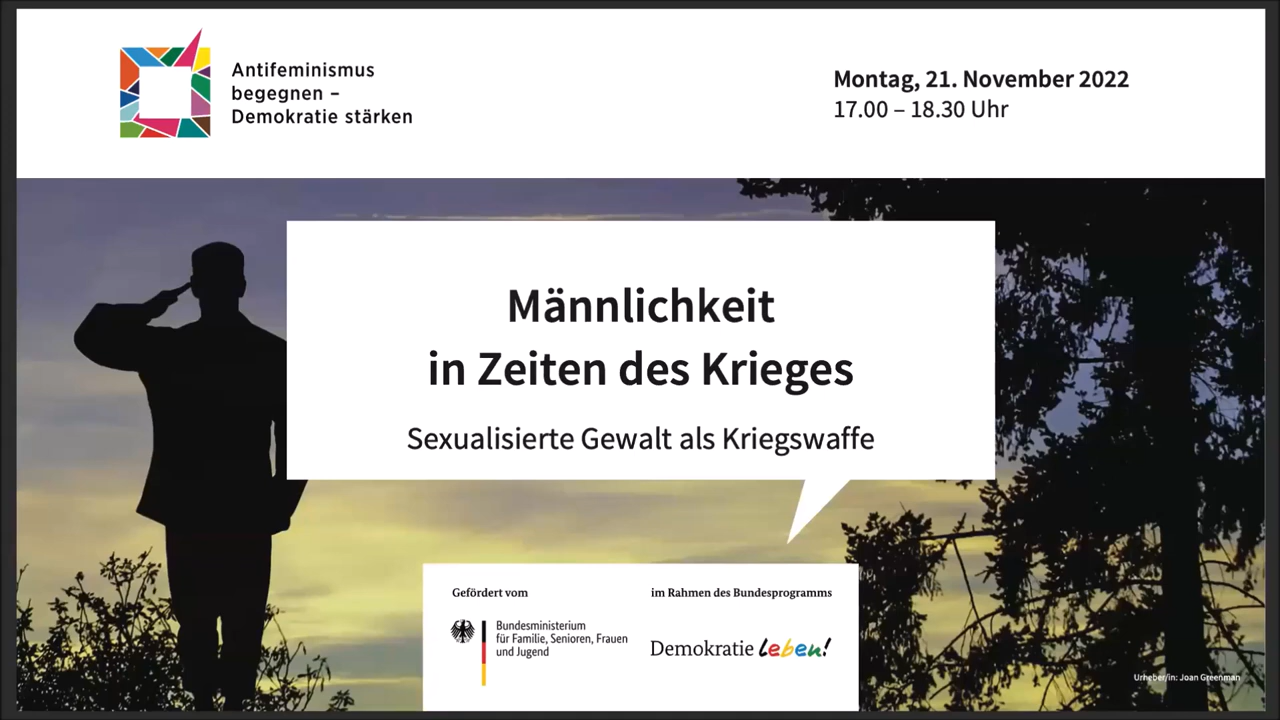 Antifeminismus
begegnen –
Demokratie stärken
Montag, 21. November 2022
17.00 – 18.30 Uhr
Männlichkeit
in Zeiten des Krieges
Sexualisierte Gewalt als Kriegswaffe
Gefördert vom
Bundesministerium
für Familie, Senioren, Frauen
und Jugend
im Rahmen des Bundesprogramms
Demokratie leben!
Urheber/in: Joan Greenman